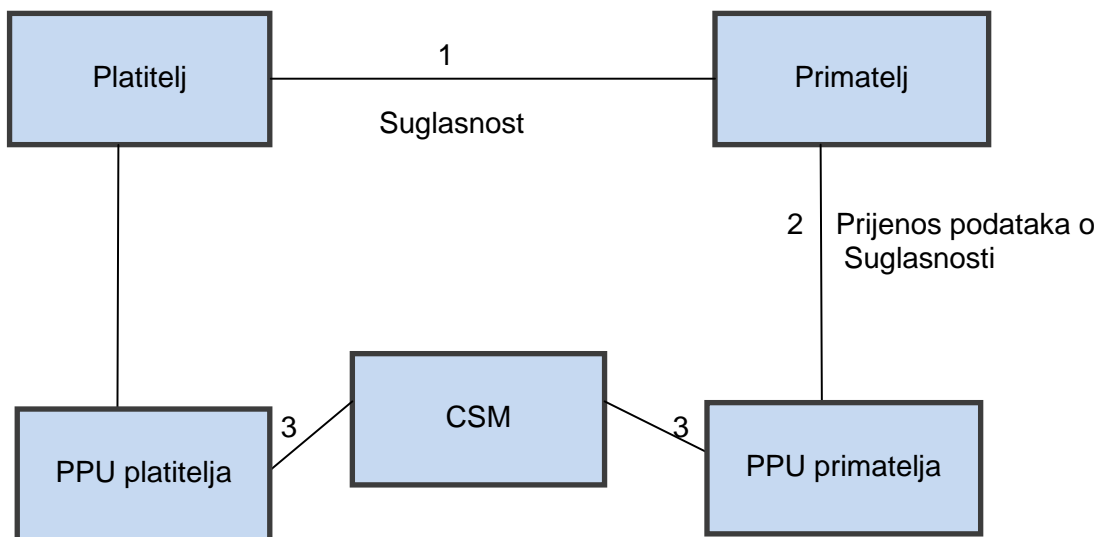 1
Platitelj
Primatelj
Suglasnost
2 Prijenos podataka o
Suglasnosti
CSM
3
3
PPU platitelja
PPU primatelja